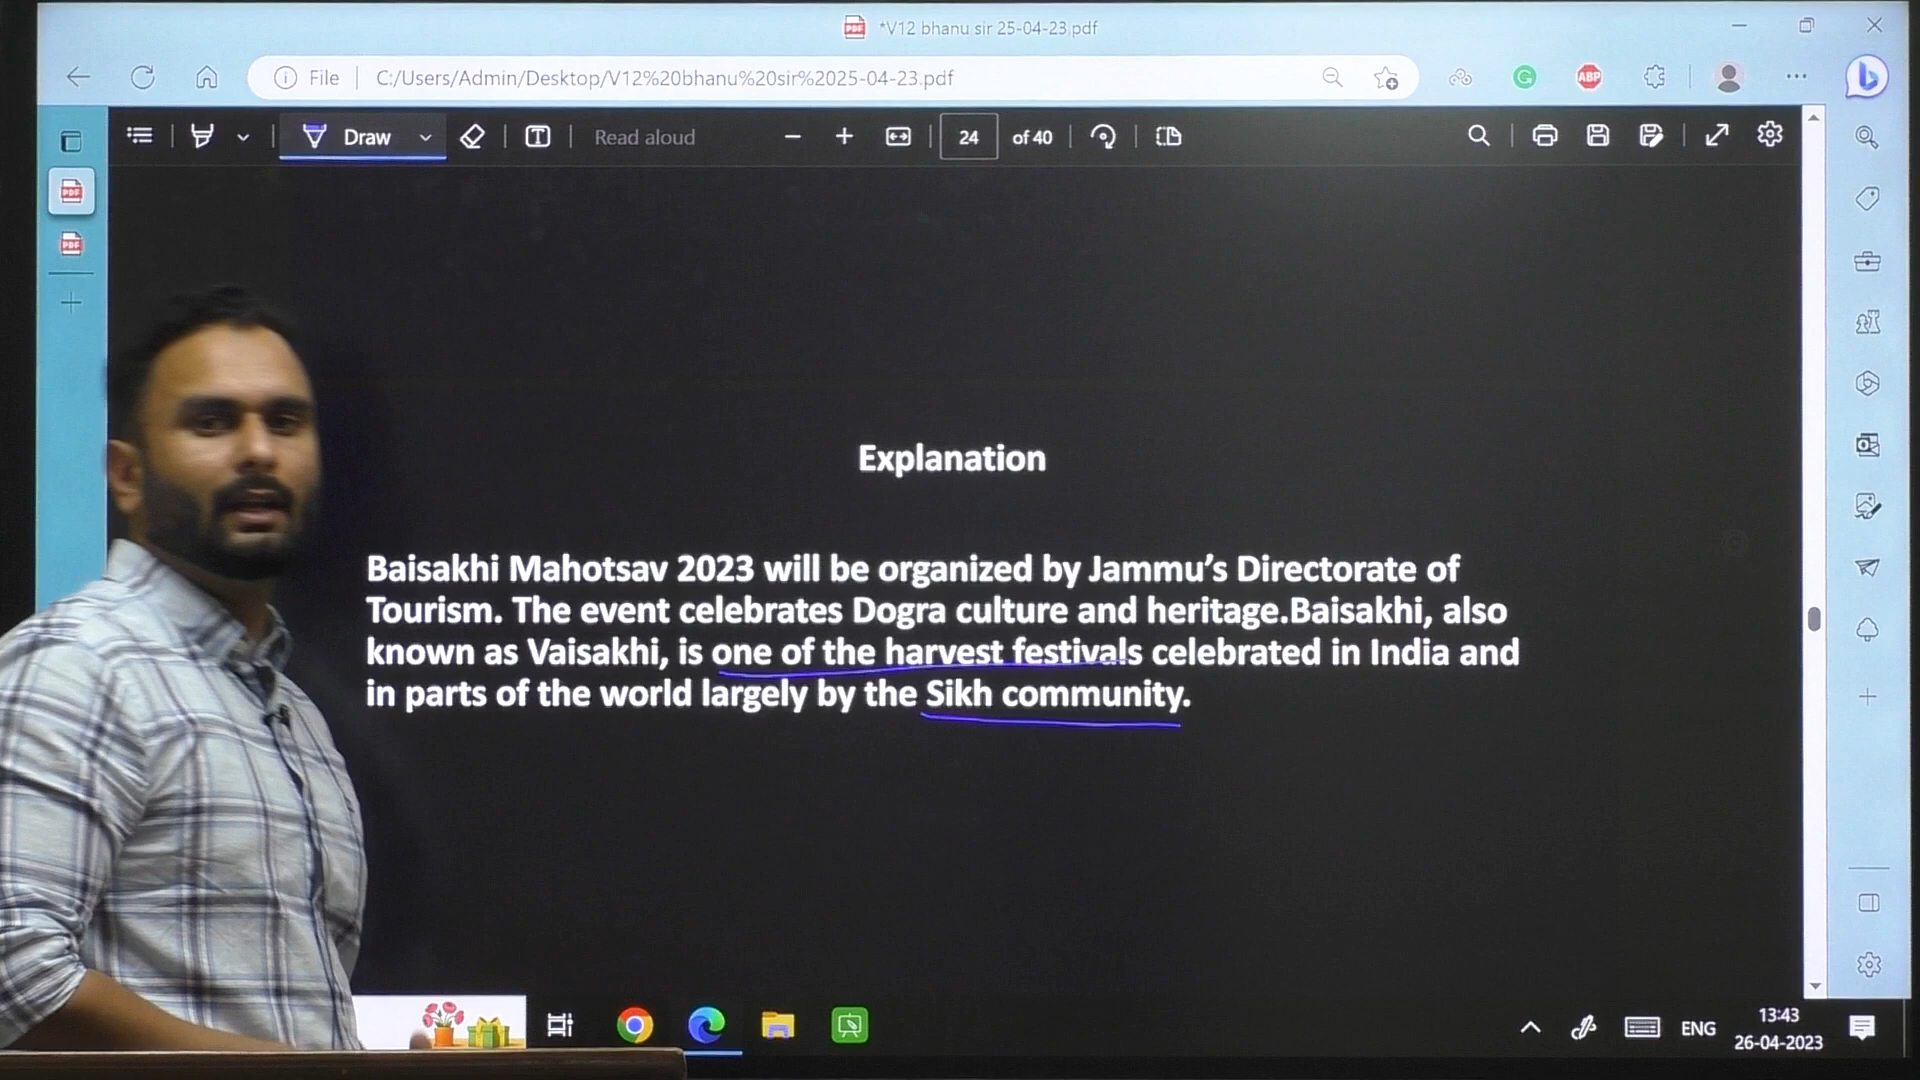 *V12 bhanu sir 25-04-23.pdf
File
C:/Users/Admin/Desktop/V12%20bhanu%20sir%2025-04-23.pdf
ABP
Draw
T
Read aloud
24
of 40
PDF
PDF
Explanation
Baisakhi Mahotsav 2023 will be organized by Jammu’s Directorate of
Tourism. The event celebrates Dogra culture and heritage.Baisakhi, also
known as Vaisakhi, is one of the harvest festivals celebrated in India and
in parts of the world largely by the Sikh community.
ENG
13:43
26-04-2023